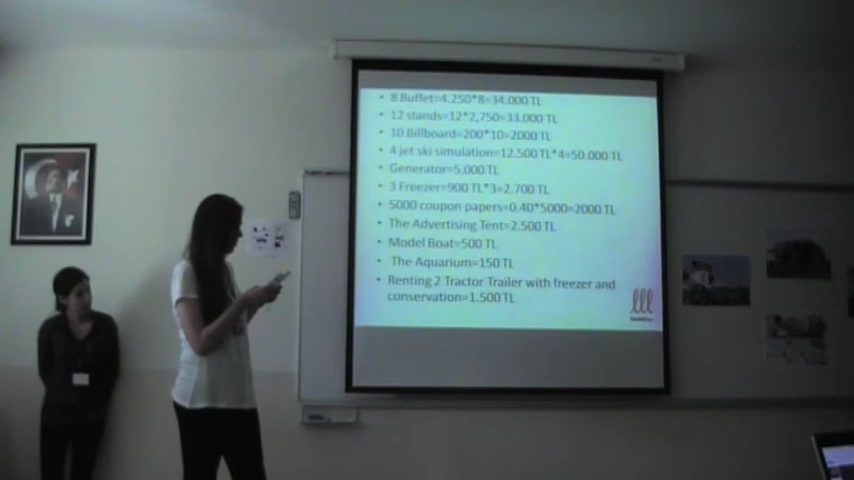 • 8 Buffet=4.250*8=34.000 TL
• 12 stands=12*2,750=33.000 TL
• 10 Billboard=200*10=2000 TL
• 4 jet ski simulation=12.500 TL*4=50.000 TL
• Generator=5.000 TL
• 3 Freezer=900 TL*3=2.700 TL
• 5000 coupon papers=0.40*5000=2000 TL
• The Advertising Tent=2.500 TL
• Model Boat=500 TL
• The Aquarium=150 TL
• Renting 2 Tractor Trailer with freezer and
conservation=1.500 TL